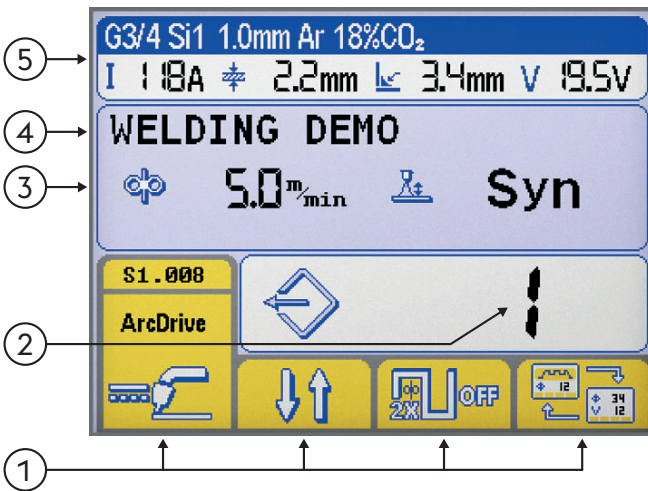 G3/4 Si1 1.0mm Ar 18%CO₂
I 118A 2.2mm 3.4mm V 19.5V
WELDING DEMO
5.0 m/min Syn
S1.008
ArcDrive
1
2X OFF
12
34
V 12
5
4
3
2
1